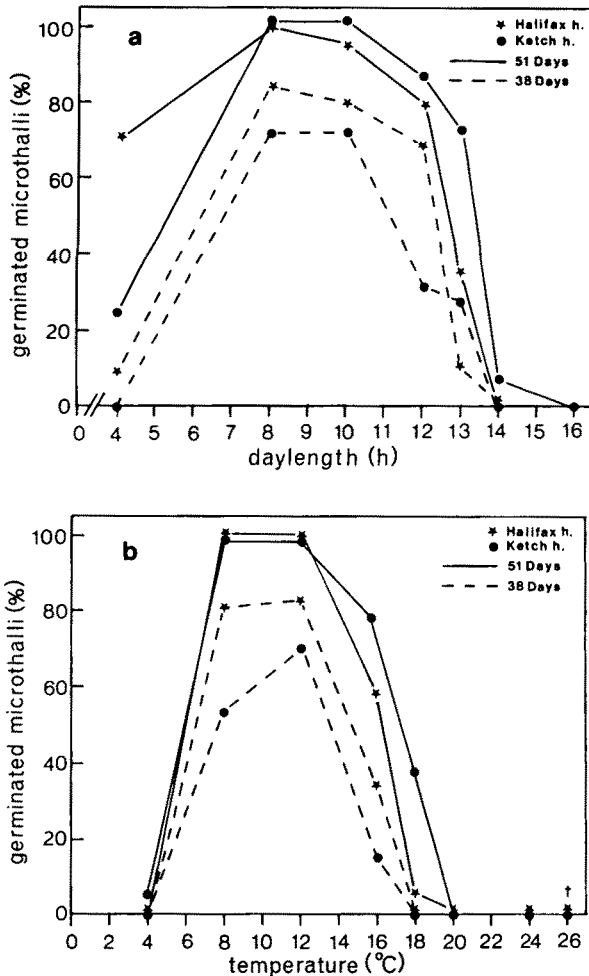 a
★ Halifax h.
● Ketch h.
51 Days
38 Days
germinated microthalli (%)
100
80
60
40
20
0
0 4 5 6 7 8 9 10 11 12 13 14 15 16
daylength (h)
b
★ Halifax h.
● Ketch h.
51 Days
38 Days
germinated microthalli (%)
100
80
60
40
20
0
†
0 2 4 6 8 10 12 14 16 18 20 22 24 26
temperature (°C)